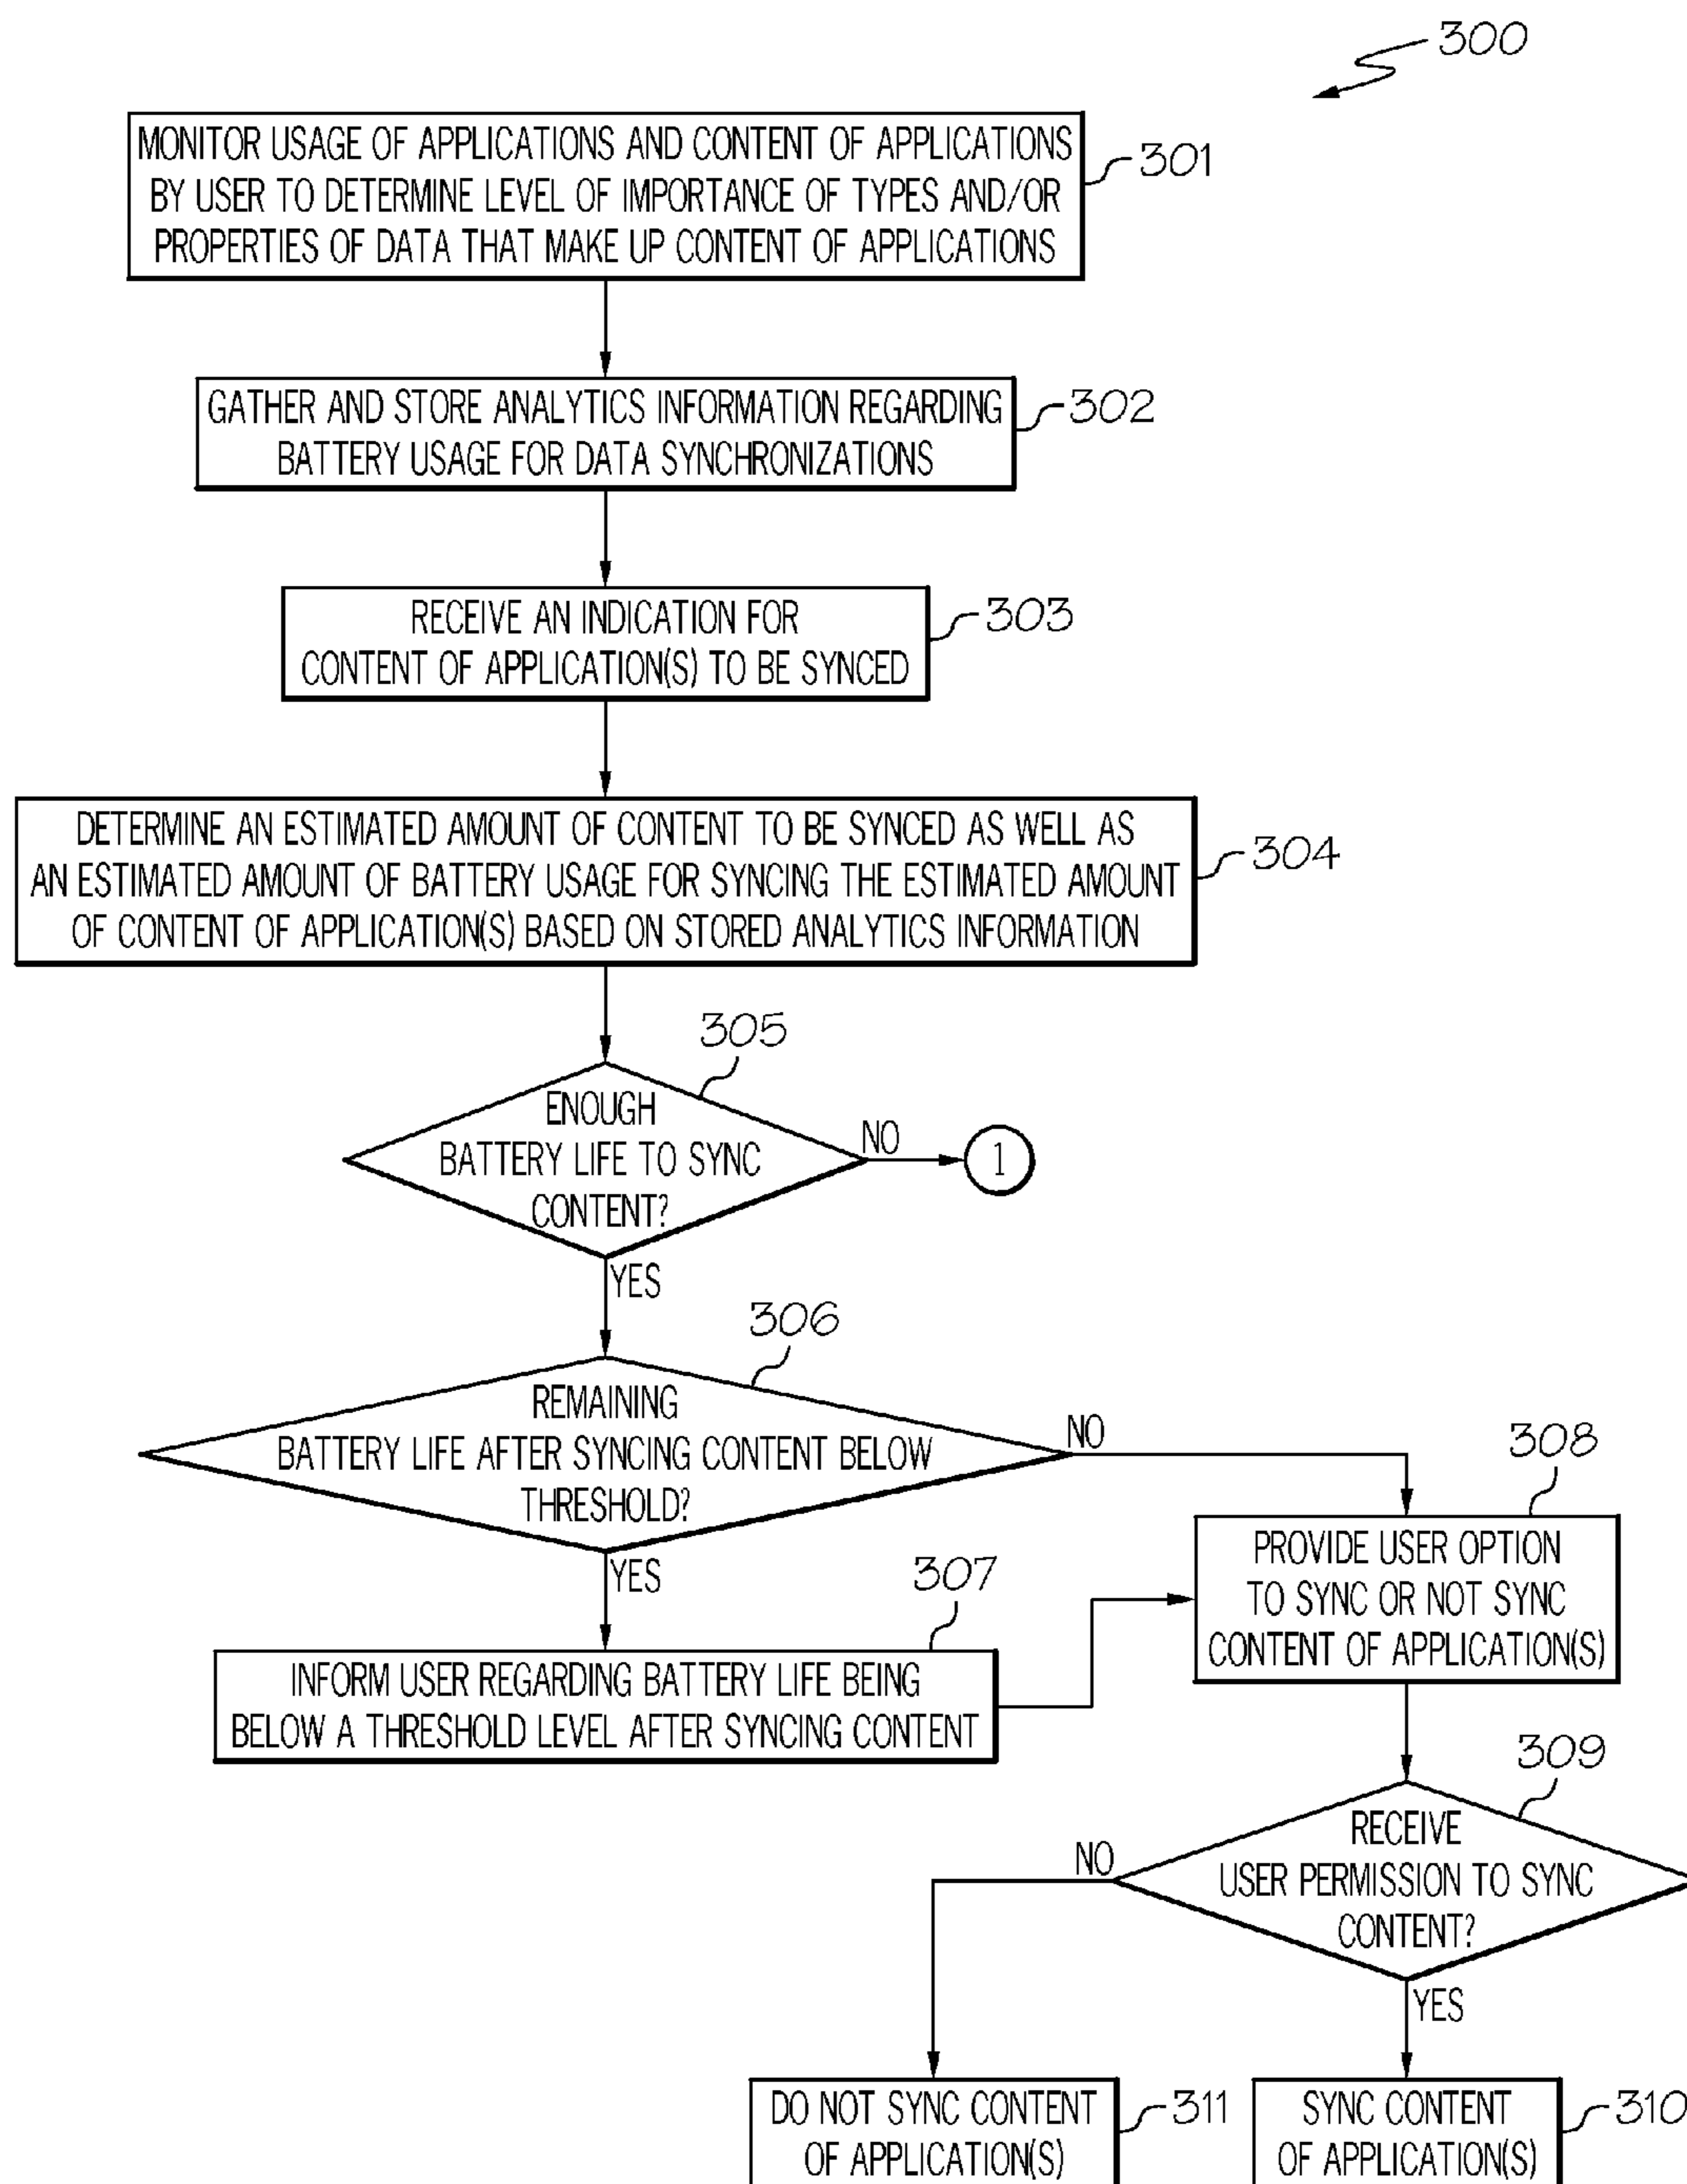 300
MONITOR USAGE OF APPLICATIONS AND CONTENT OF APPLICATIONS
BY USER TO DETERMINE LEVEL OF IMPORTANCE OF TYPES AND/OR
PROPERTIES OF DATA THAT MAKE UP CONTENT OF APPLICATIONS
301
GATHER AND STORE ANALYTICS INFORMATION REGARDING
BATTERY USAGE FOR DATA SYNCHRONIZATIONS
302
RECEIVE AN INDICATION FOR
CONTENT OF APPLICATION(S) TO BE SYNCED
303
DETERMINE AN ESTIMATED AMOUNT OF CONTENT TO BE SYNCED AS WELL AS
AN ESTIMATED AMOUNT OF BATTERY USAGE FOR SYNCING THE ESTIMATED AMOUNT
OF CONTENT OF APPLICATION(S) BASED ON STORED ANALYTICS INFORMATION
304
305
ENOUGH
BATTERY LIFE TO SYNC
CONTENT?
NO
1
YES
306
REMAINING
BATTERY LIFE AFTER SYNCING CONTENT BELOW
THRESHOLD?
NO
YES
307
INFORM USER REGARDING BATTERY LIFE BEING
BELOW A THRESHOLD LEVEL AFTER SYNCING CONTENT
308
PROVIDE USER OPTION
TO SYNC OR NOT SYNC
CONTENT OF APPLICATION(S)
309
RECEIVE
USER PERMISSION TO SYNC
CONTENT?
NO
YES
DO NOT SYNC CONTENT
OF APPLICATION(S)
311
SYNC CONTENT
OF APPLICATION(S)
310